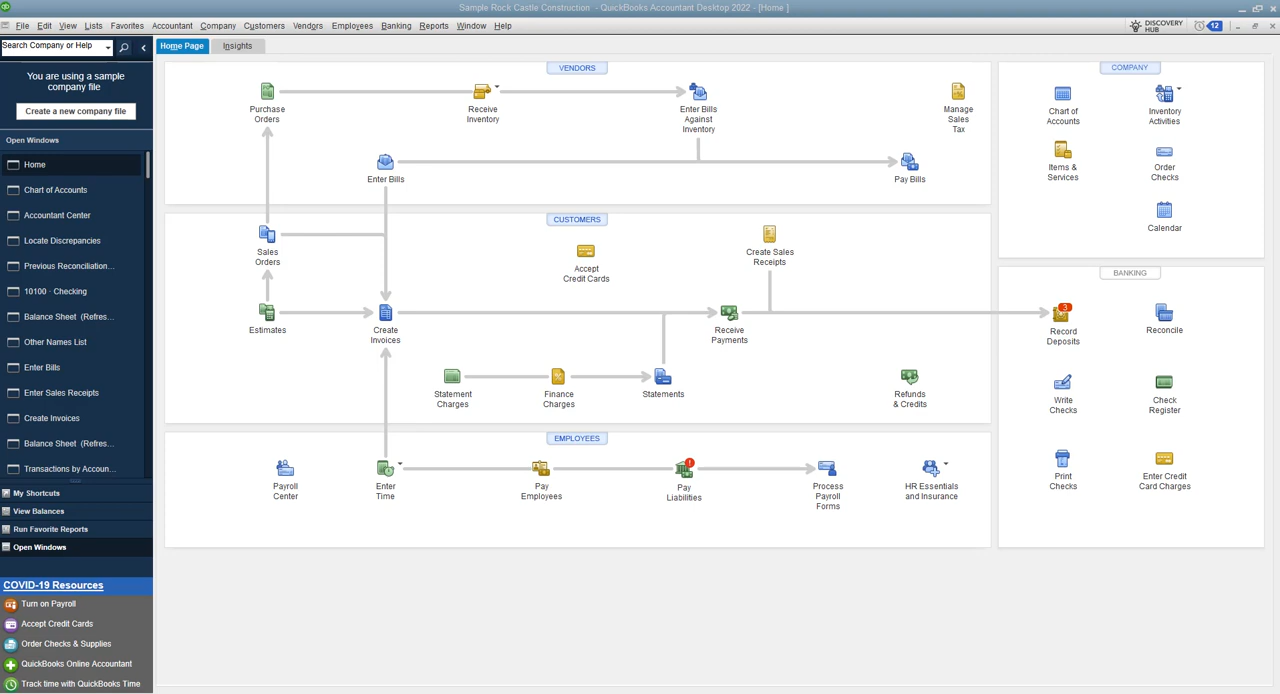 Sample Rock Castle Construction - QuickBooks Accountant Desktop 2022 - [Home ]
File Edit View Lists Favorites Accountant Company Customers Vendors Employees Banking Reports Window Help
DISCOVERY
HUB
12
Search Company or Help
Home Page
Insights
You are using a sample
company file
Create a new company file
Open Windows
Home
Chart of Accounts
Accountant Center
Locate Discrepancies
Previous Reconciliation...
10100 · Checking
Balance Sheet (Refres...
Other Names List
Enter Bills
Enter Sales Receipts
Create Invoices
Balance Sheet (Refres...
Transactions by Accoun...
My Shortcuts
View Balances
Run Favorite Reports
Open Windows
COVID-19 Resources
Turn on Payroll
Accept Credit Cards
Order Checks & Supplies
QuickBooks Online Accountant
Track time with QuickBooks Time
VENDORS
Purchase
Orders
Receive
Inventory
Enter Bills
Against
Inventory
Manage
Sales
Tax
Enter Bills
Pay Bills
CUSTOMERS
Sales
Orders
Accept
Credit Cards
Create Sales
Receipts
Estimates
Create
Invoices
Receive
Payments
Statement
Charges
Finance
Charges
Statements
Refunds
& Credits
EMPLOYEES
Payroll
Center
Enter
Time
Pay
Employees
!
Pay
Liabilities
Process
Payroll
Forms
HR Essentials
and Insurance
COMPANY
Chart of
Accounts
Inventory
Activities
Items &
Services
Order
Checks
Calendar
BANKING
3
Record
Deposits
Reconcile
Write
Checks
Check
Register
Print
Checks
Enter Credit
Card Charges